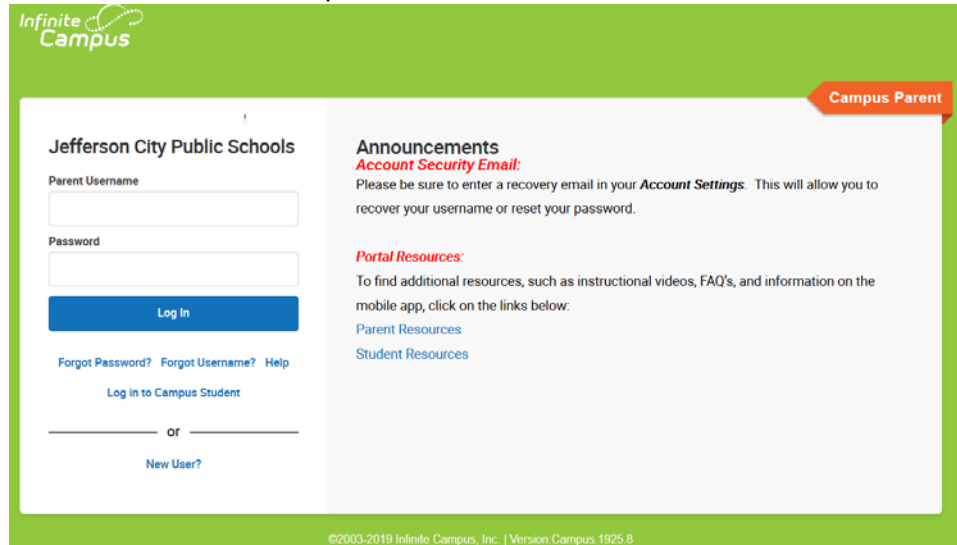 Infinite
Campus
Campus Parent
Jefferson City Public Schools
Parent Username
Password
Log In
Forgot Password? Forgot Username? Help
Log in to Campus Student
or
New User?
Announcements
Account Security Email:
Please be sure to enter a recovery email in your Account Settings. This will allow you to
recover your username or reset your password.
Portal Resources:
To find additional resources, such as instructional videos, FAQ's, and information on the
mobile app, click on the links below:
Parent Resources
Student Resources
©2003-2019 Infinite Campus, Inc. | Version Campus.1925.8